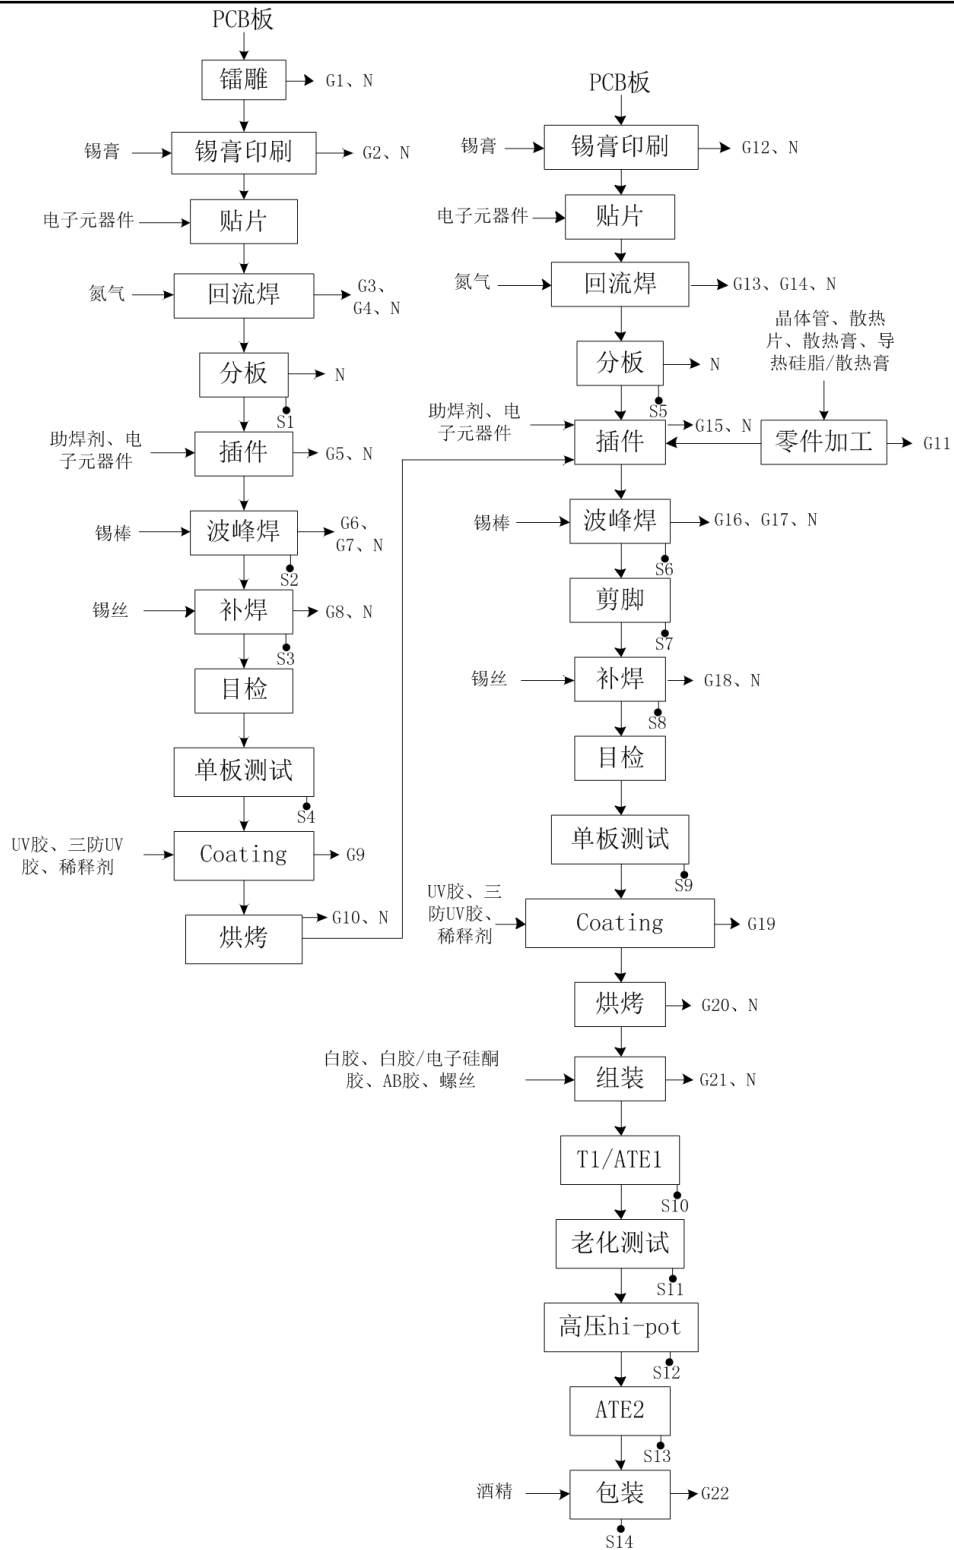 PCB板
镭雕
G1、N
锡膏
锡膏印刷
G2、N
电子元器件
贴片
氮气
回流焊
G3、
G4、N
分板
N
S1
助焊剂、电
子元器件
插件
G5、N
锡棒
波峰焊
G6、
G7、N
S2
锡丝
补焊
G8、N
S3
目检
单板测试
S4
UV胶、三防UV
胶、稀释剂
Coating
G9
烘烤
G10、N
PCB板
锡膏
锡膏印刷
G12、N
电子元器件
贴片
氮气
回流焊
G13、G14、N
晶体管、散热
片、散热膏、导
热硅脂/散热膏
分板
N
S5
助焊剂、电
子元器件
插件
G15、N
零件加工
G11
锡棒
波峰焊
G16、G17、N
S6
剪脚
S7
锡丝
补焊
G18、N
S8
目检
单板测试
S9
UV胶、三
防UV胶、
稀释剂
Coating
G19
烘烤
G20、N
白胶、白胶/电子硅酮
胶、AB胶、螺丝
组装
G21、N
T1/ATE1
S10
老化测试
S11
高压hi-pot
S12
ATE2
S13
酒精
包装
G22
S14